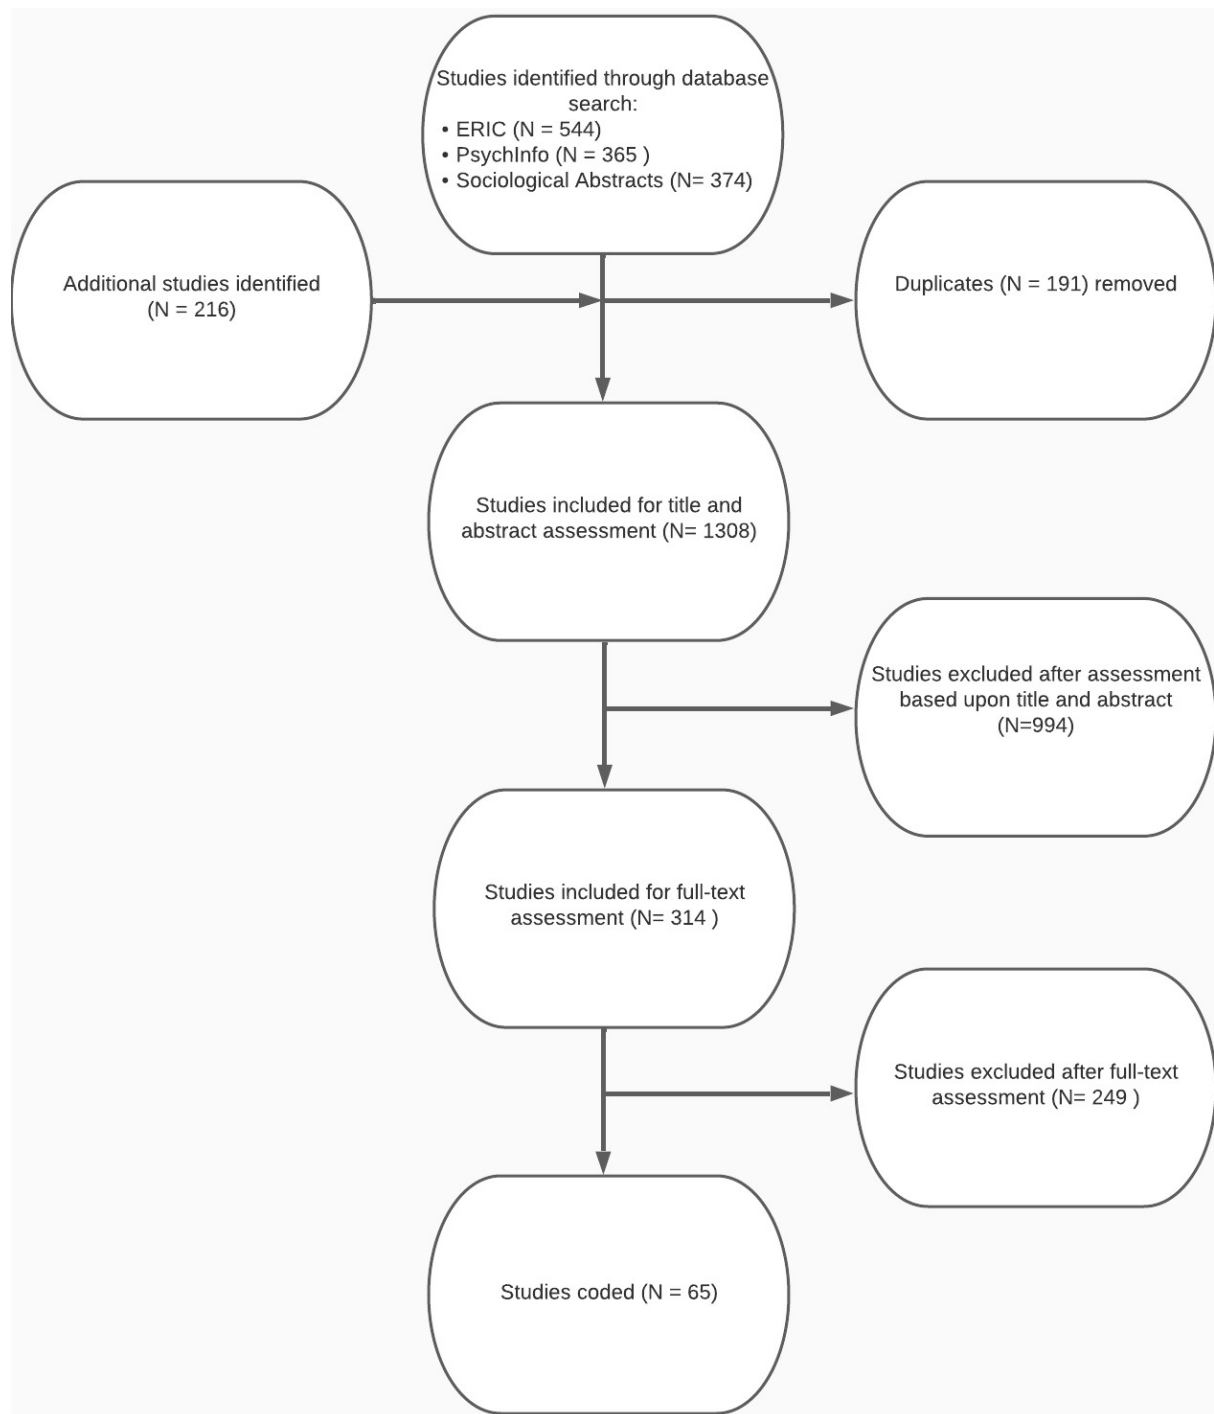 Studies identified through database
search:
• ERIC (N = 544)
• PsychInfo (N = 365 )
• Sociological Abstracts (N= 374)
Additional studies identified
(N = 216)
Duplicates (N = 191) removed
Studies included for title and
abstract assessment (N= 1308)
Studies excluded after assessment
based upon title and abstract
(N=994)
Studies included for full-text
assessment (N= 314 )
Studies excluded after full-text
assessment (N= 249 )
Studies coded (N = 65)